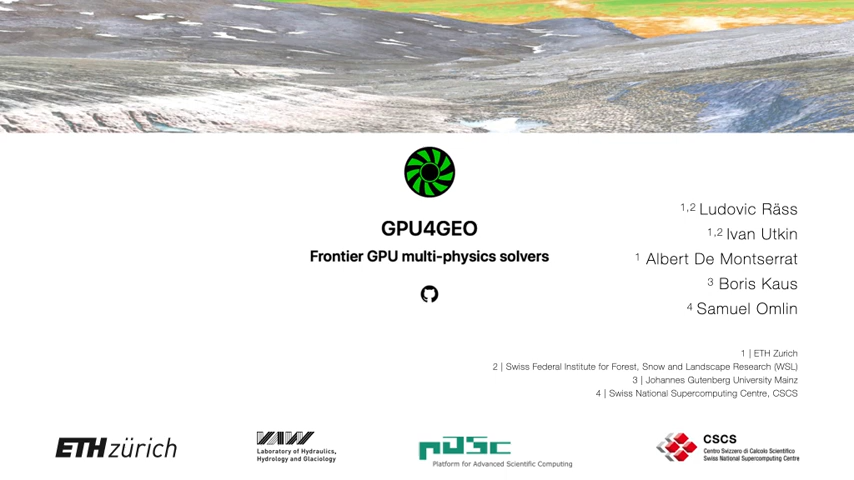 GPU4GEO
Frontier GPU multi-physics solvers
1,2 Ludovic Räss
1,2 Ivan Utkin
1 Albert De Montserrat
3 Boris Kaus
4 Samuel Omlin
1 | ETH Zurich
2 | Swiss Federal Institute for Forest, Snow and Landscape Research (WSL)
3 | Johannes Gutenberg University Mainz
4 | Swiss National Supercomputing Centre, CSCS
ETH zürich
VAW
Laboratory of Hydraulics,
Hydrology and Glaciology
pasc
Platform for Advanced Scientific Computing
CSCS
Centro Svizzero di Calcolo Scientifico
Swiss National Supercomputing Centre